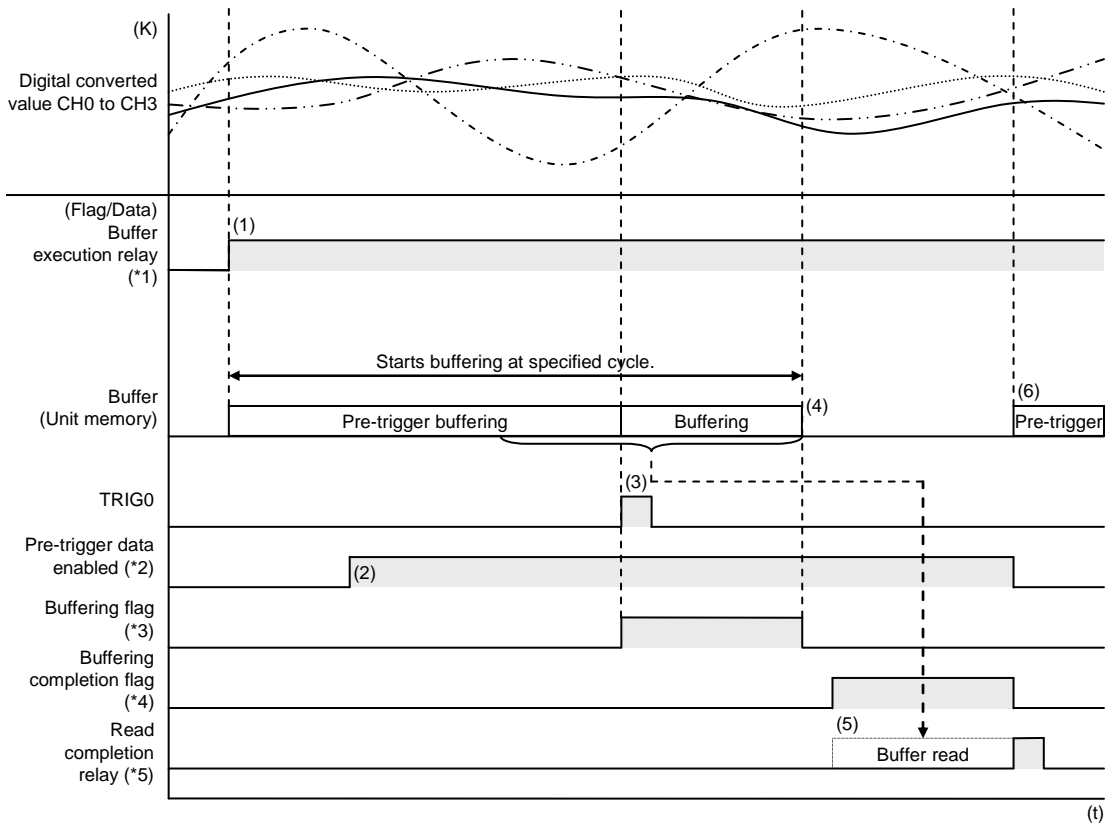 (K)
Digital converted
value CH0 to CH3
(Flag/Data)
Buffer
execution relay
(*1)
(1)
Starts buffering at specified cycle.
Buffer
(Unit memory)
Pre-trigger buffering
Buffering
(4)
(6)
Pre-trigger
TRIG0
(3)
Pre-trigger data
enabled (*2)
(2)
Buffering flag
(*3)
Buffering
completion flag
(*4)
Read
completion
relay (*5)
(5)
Buffer read
(t)